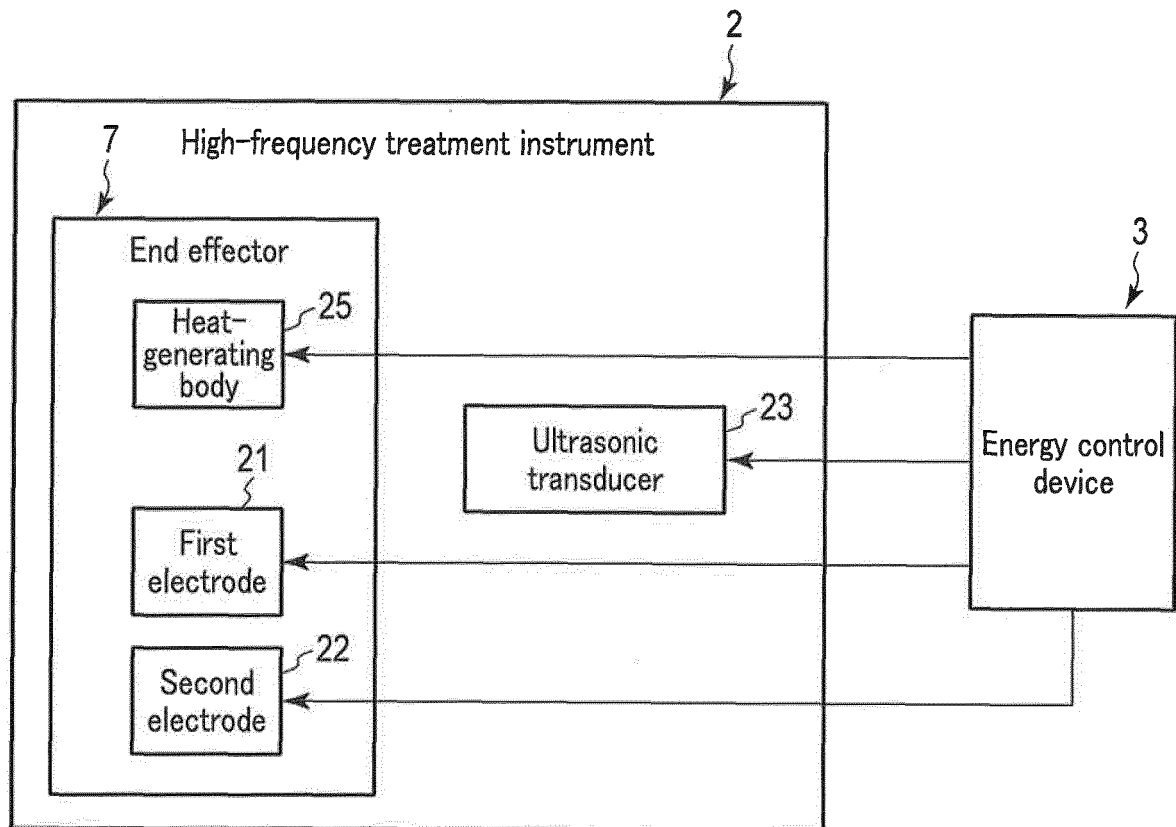 2
High-frequency treatment instrument
7
End effector
3
25
Heat-
generating
body
23
Ultrasonic
transducer
Energy control
device
21
First
electrode
22
Second
electrode